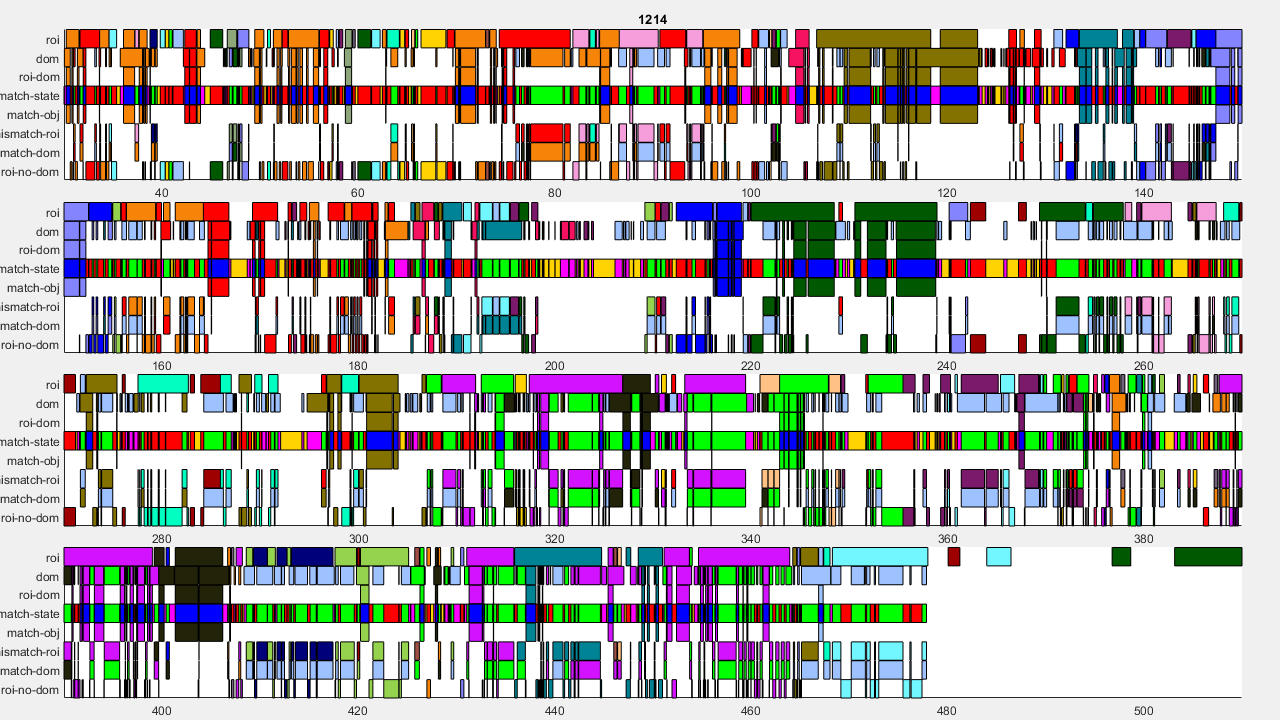 1214
roi
dom
roi-dom
match-state
match-obj
ismatch-roi
match-dom
roi-no-dom
40 60 80 100 120 140
roi
dom
roi-dom
match-state
match-obj
ismatch-roi
match-dom
roi-no-dom
160 180 200 220 240 260
roi
dom
roi-dom
match-state
match-obj
ismatch-roi
match-dom
roi-no-dom
280 300 320 340 360 380
roi
dom
roi-dom
match-state
match-obj
ismatch-roi
match-dom
roi-no-dom
400 420 440 460 480 500